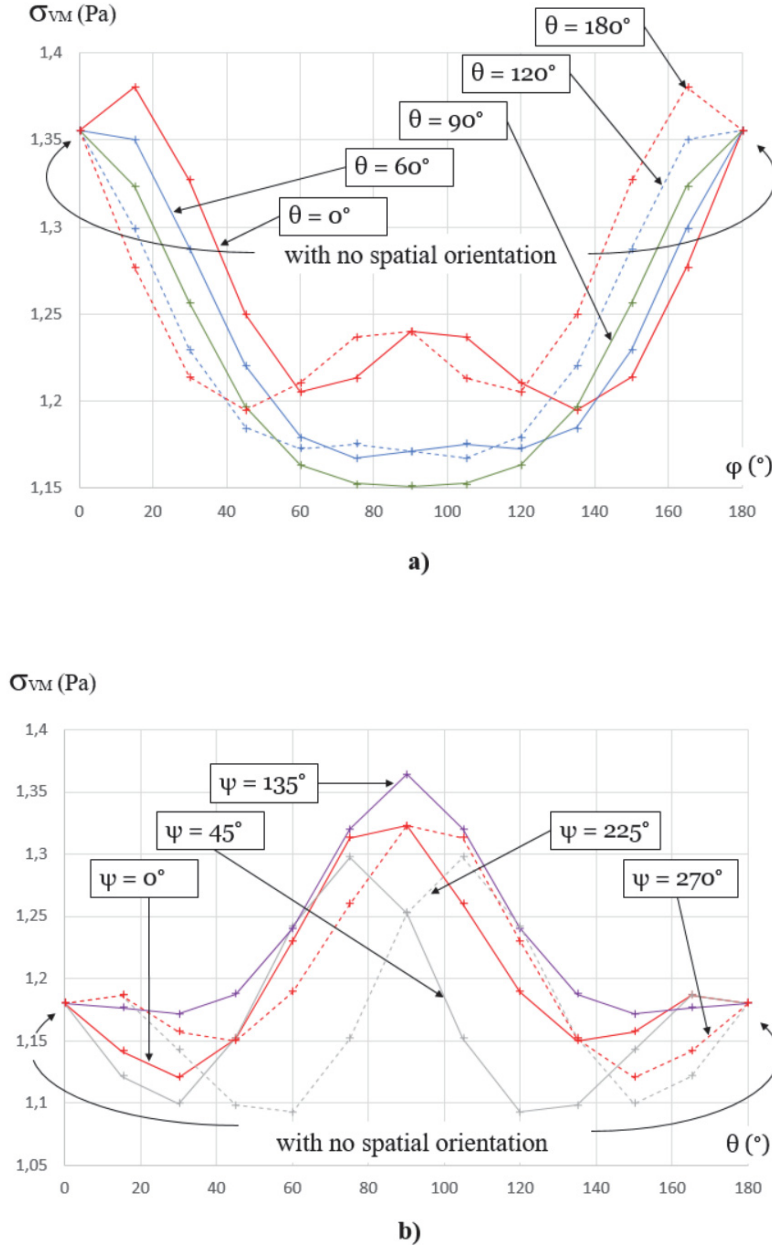 σVM (Pa)
1,4
θ = 180°
θ = 120°
1,35
θ = 90°
θ = 60°
1,3
θ = 0°
with no spatial orientation
1,25
1,2
φ (°)
1,15
0 20 40 60 80 100 120 140 160 180
a)
σVM (Pa)
1,4
ψ = 135°
1,35
ψ = 45°
ψ = 225°
1,3
ψ = 0°
ψ = 270°
1,25
1,2
1,15
1,1
with no spatial orientation
θ (°)
1,05
0 20 40 60 80 100 120 140 160 180
b)